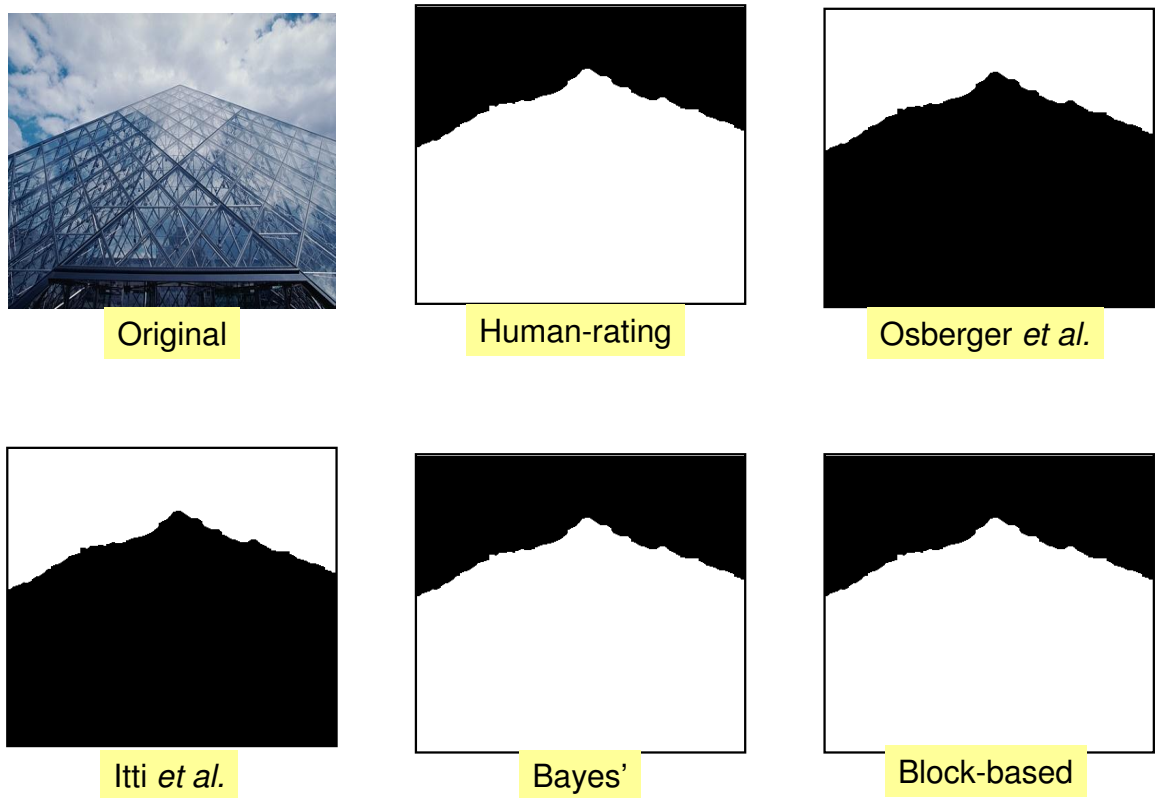 Original
Human-rating
Osberger et al.
Itti et al.
Bayes’
Block-based